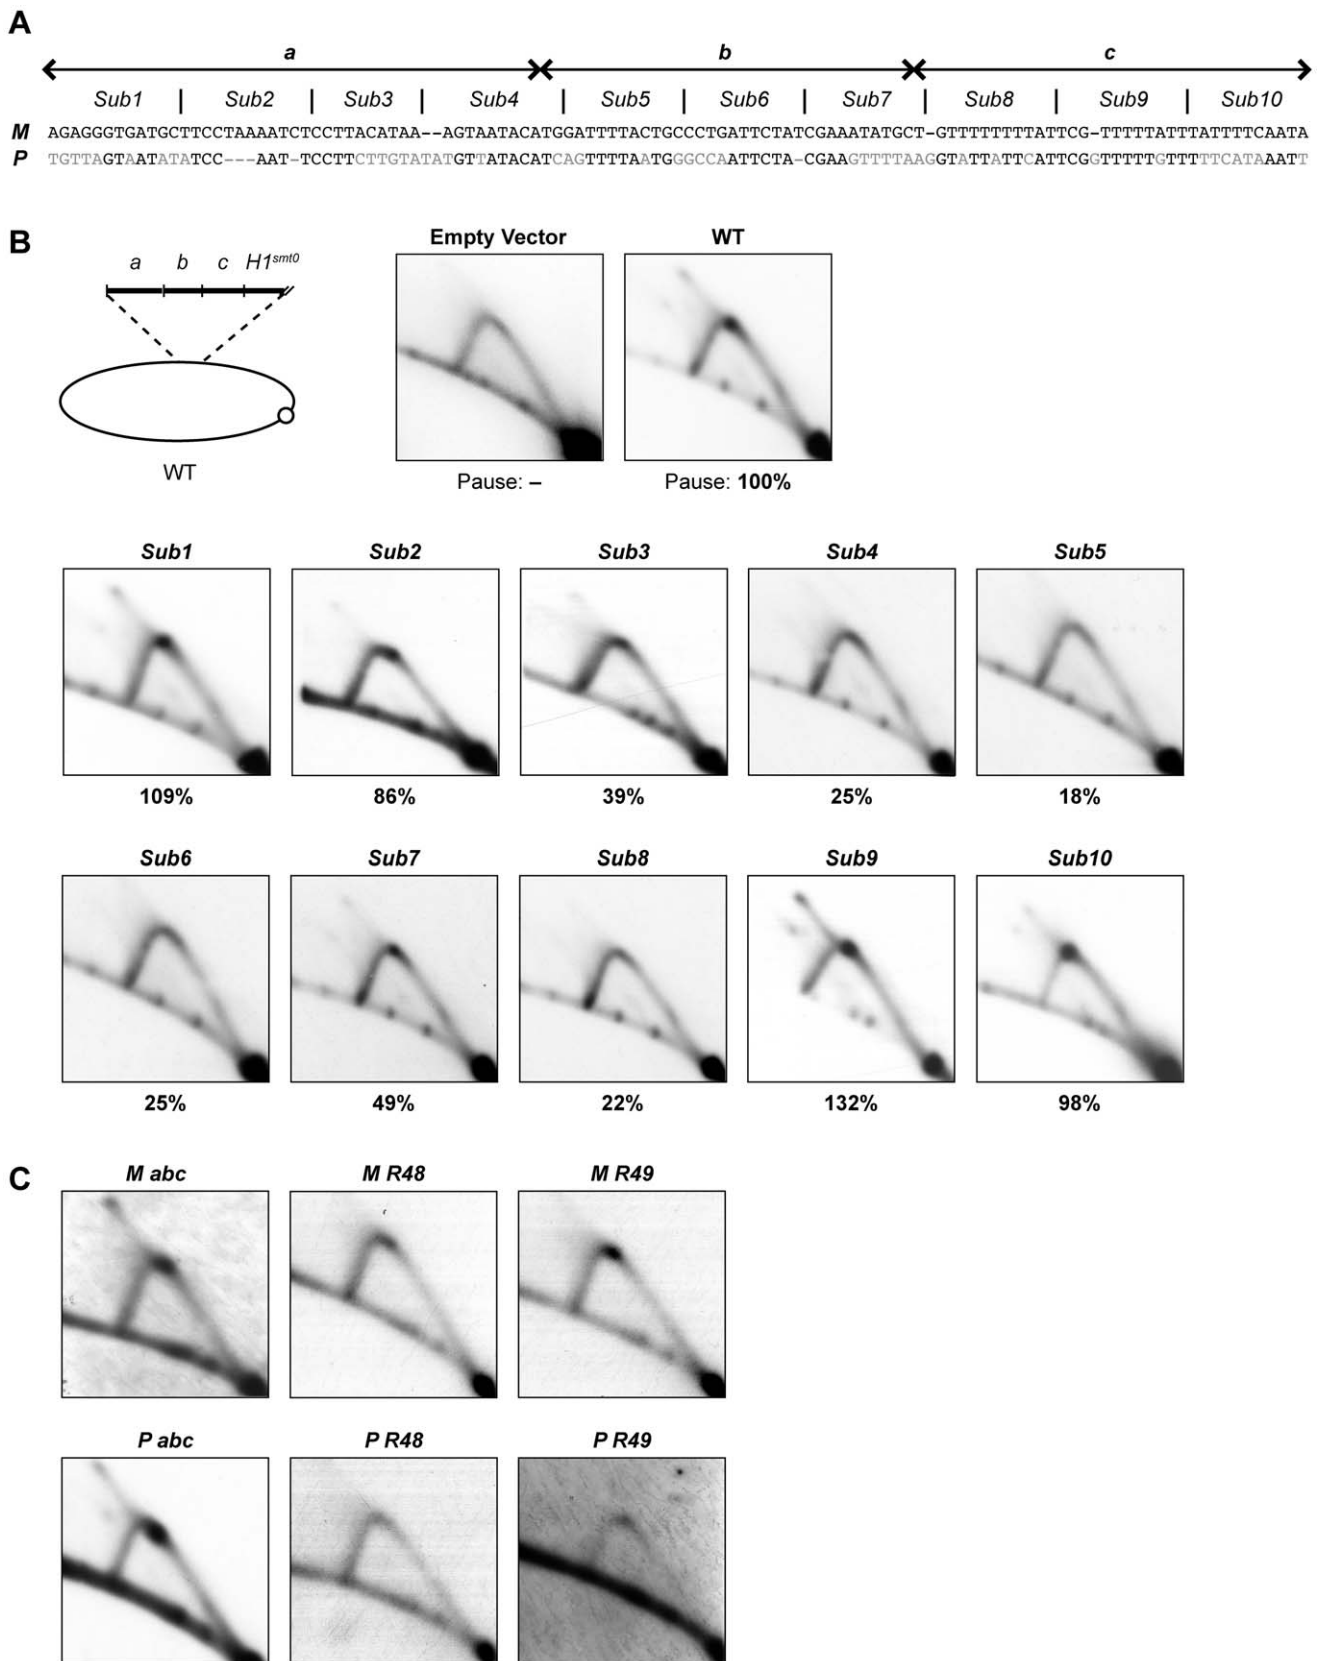 A
a b c
Sub1 | Sub2 | Sub3 | Sub4 | Sub5 | Sub6 | Sub7 | Sub8 | Sub9 | Sub10
M AGAGGGTGATGCTTCCTAAAATCTCCTTACATAA--AGTAATACATGGATTTTACTGCCCTGATTCTATCGAAATATGCT-GTTTTTTTTATTCG-TTTTTATTTATTTTCAATA
P TGTTAGTAATATATCC---AAT-TCCTTCTTGTATATGTTATACATCAGTTTTAATGGGCCAATTCTA-CGAAGTTTTAAGGTATTATTCATTCGGTTTTTGTTTTTCATAAATT
B
a b c H1smt0
WT
Empty Vector WT
Pause: – Pause: 100%
Sub1 Sub2 Sub3 Sub4 Sub5
109% 86% 39% 25% 18%
Sub6 Sub7 Sub8 Sub9 Sub10
25% 49% 22% 132% 98%
C
M abc M R48 M R49
P abc P R48 P R49